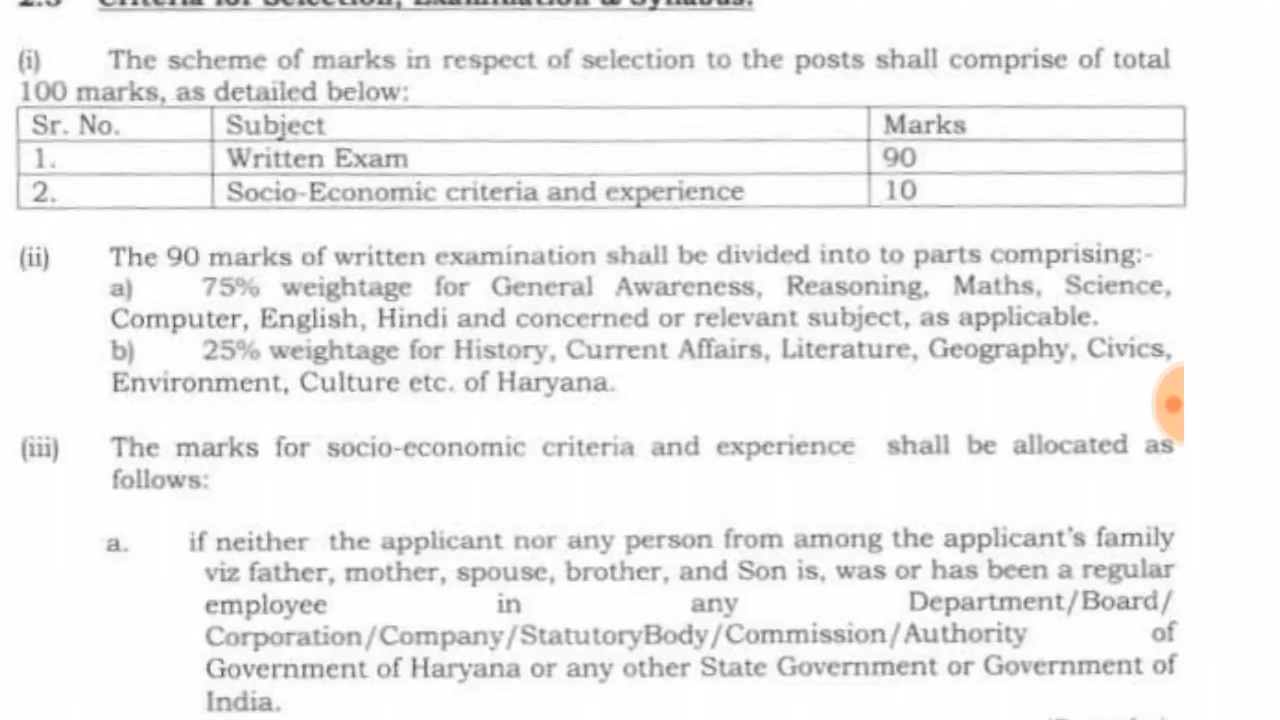 2.3 Criteria for Selection, Examination & Syllabus:
(i) The scheme of marks in respect of selection to the posts shall comprise of total
100 marks, as detailed below:
Sr. No. Subject Marks
1. Written Exam 90
2. Socio-Economic criteria and experience 10
(ii) The 90 marks of written examination shall be divided into to parts comprising:-
a) 75% weightage for General Awareness, Reasoning, Maths, Science,
Computer, English, Hindi and concerned or relevant subject, as applicable.
b) 25% weightage for History, Current Affairs, Literature, Geography, Civics,
Environment, Culture etc. of Haryana.
(iii) The marks for socio-economic criteria and experience shall be allocated as
follows:
a. if neither the applicant nor any person from among the applicant's family
viz father, mother, spouse, brother, and Son is, was or has been a regular
employee in any Department/Board/
Corporation/Company/StatutoryBody/Commission/Authority of
Government of Haryana or any other State Government or Government of
India.